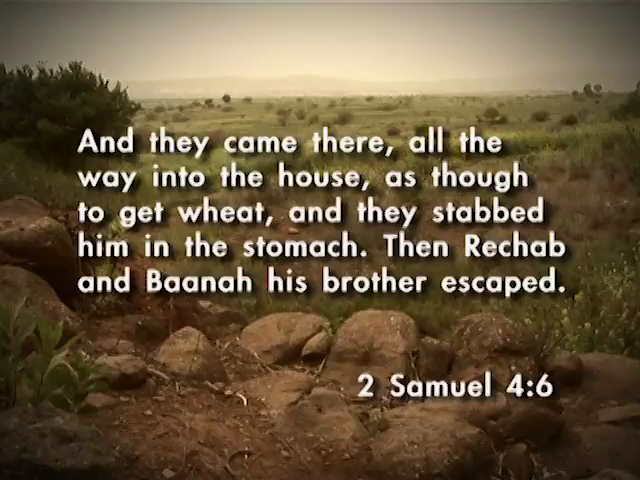 And they came there, all the
way into the house, as though
to get wheat, and they stabbed
him in the stomach. Then Rechab
and Baanah his brother escaped.
2 Samuel 4:6